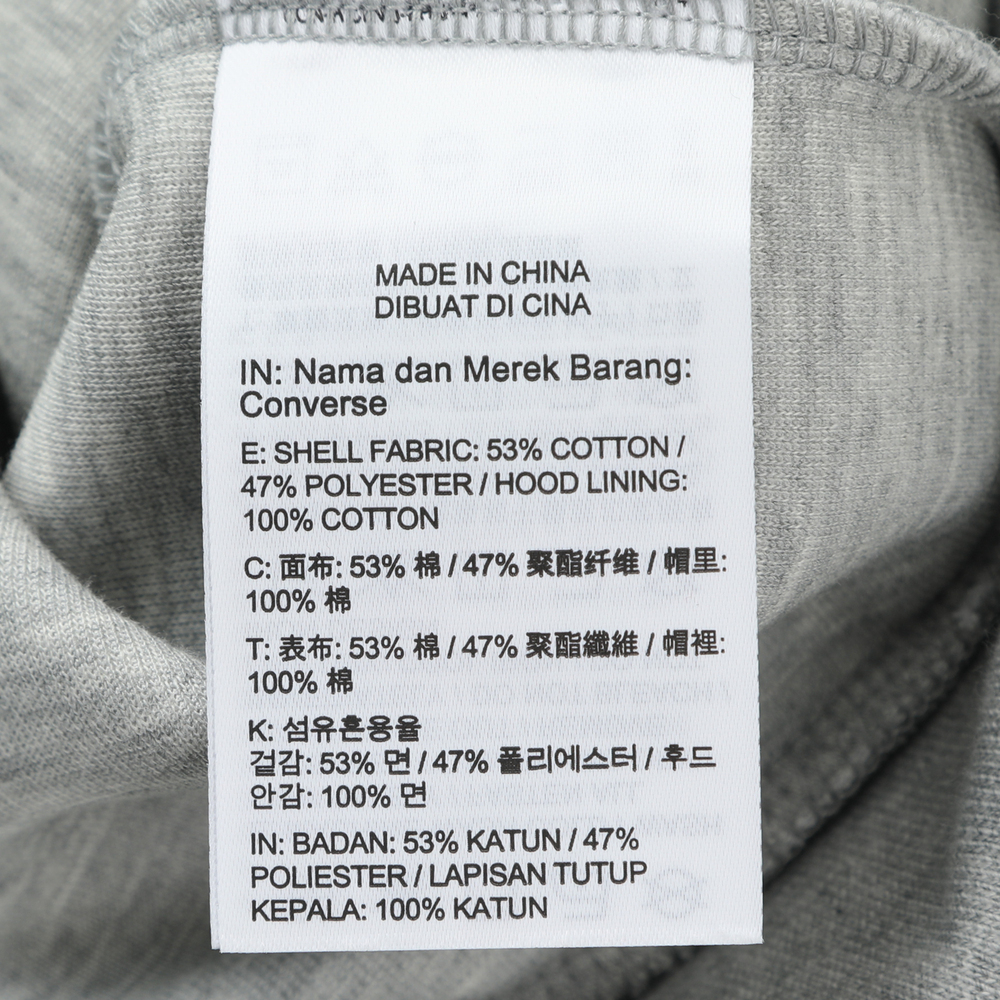 MADE IN CHINA
DIBUAT DI CINA
IN: Nama dan Merek Barang:
Converse
E: SHELL FABRIC: 53% COTTON /
47% POLYESTER / HOOD LINING:
100% COTTON
C: 面布: 53% 棉 / 47% 聚酯纤维 / 帽里:
100% 棉
T: 表布: 53% 棉 / 47% 聚酯纖維 / 帽裡:
100% 棉
K: 섬유혼용율
겉감: 53% 면 / 47% 폴리에스터 / 후드
안감: 100% 면
IN: BADAN: 53% KATUN / 47%
POLIESTER / LAPISAN TUTUP
KEPALA: 100% KATUN